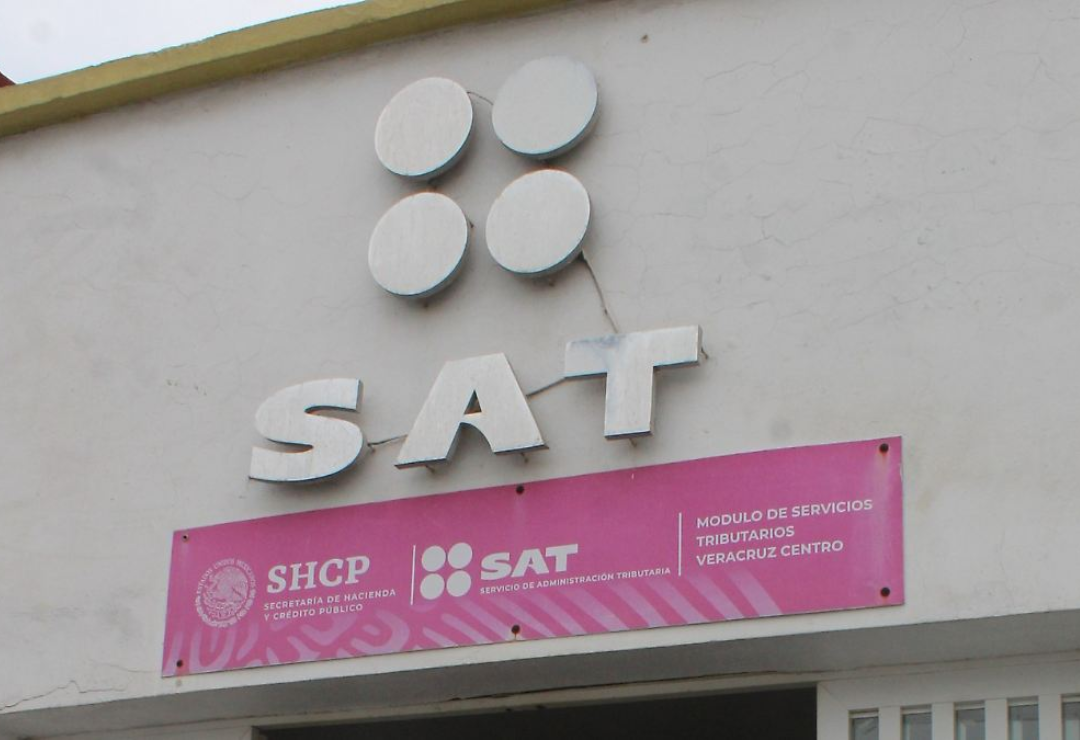 SAT
SHCP
SECRETARÍA DE HACIENDA
Y CRÉDITO PÚBLICO
SAT
SERVICIO DE ADMINISTRACIÓN TRIBUTARIA
MODULO DE SERVICIOS
TRIBUTARIOS
VERACRUZ CENTRO